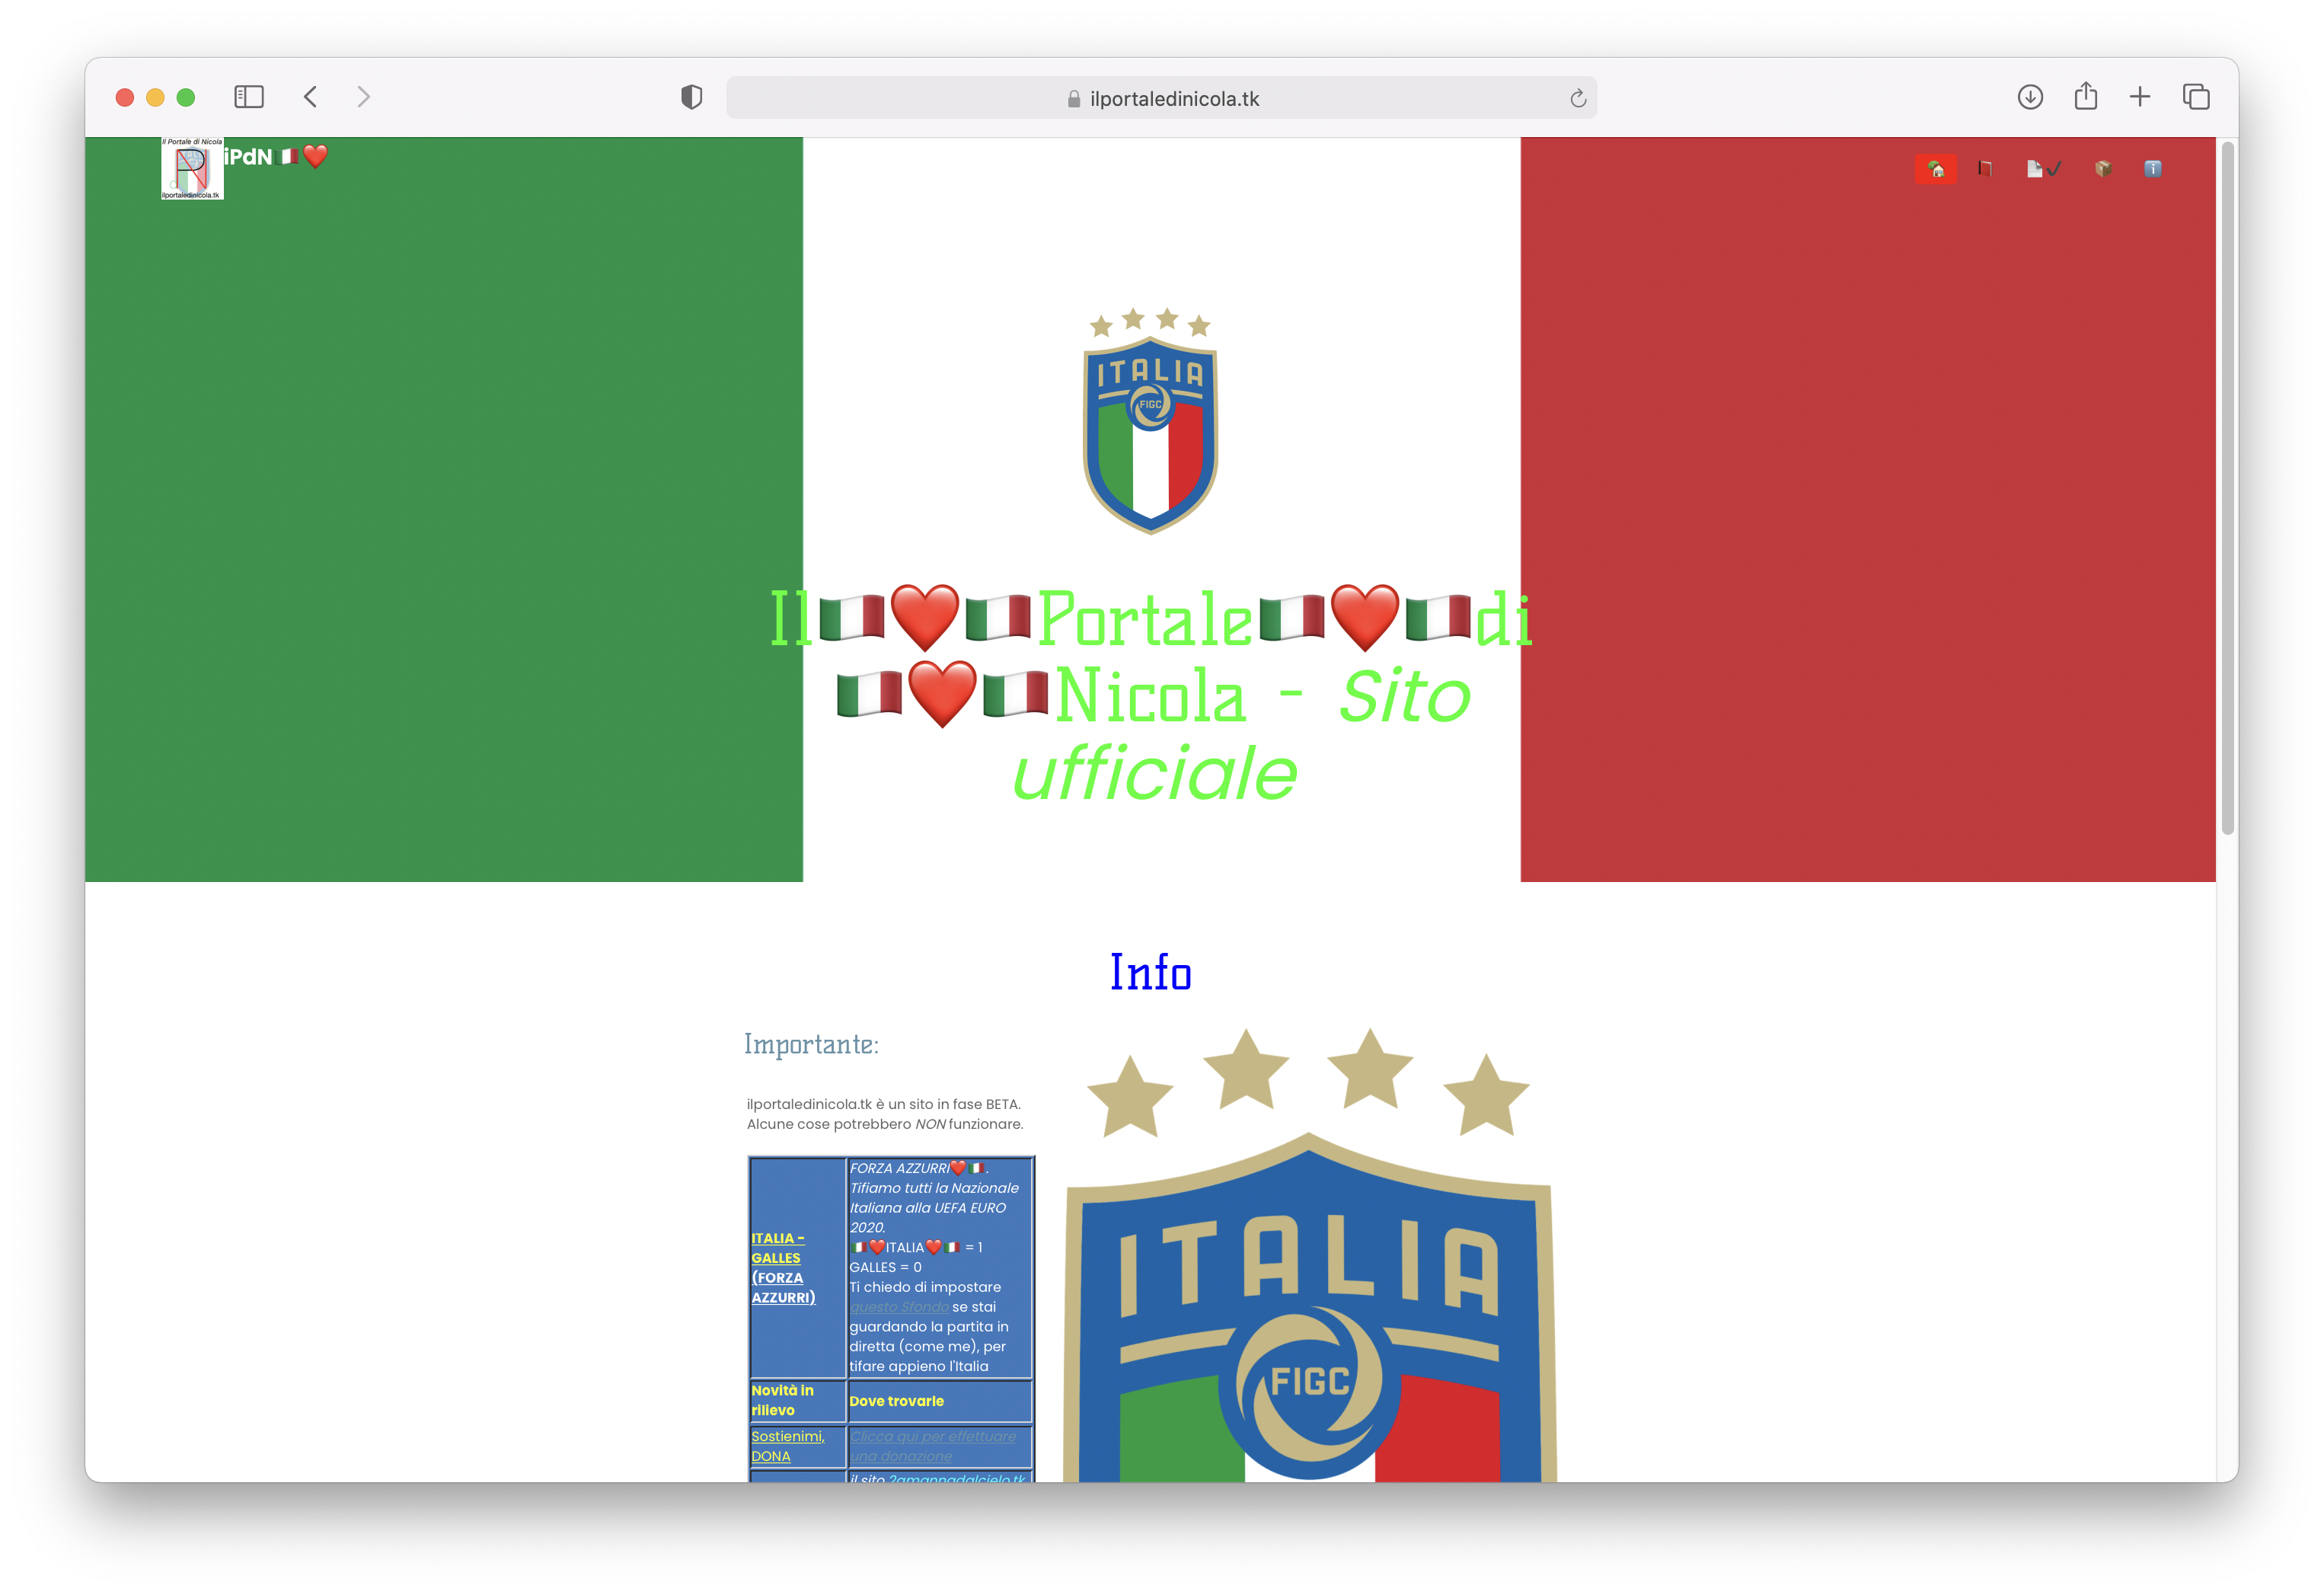 ilportaledinicola.tk
Il Portale di Nicola
ilportaledinicola.tk
iPdN🇮🇹❤️
ITALIA
FIGC
Il🇮🇹❤️🇮🇹Portale🇮🇹❤️🇮🇹di
🇮🇹❤️🇮🇹Nicola - Sito
ufficiale
Info
Importante:
ilportaledinicola.tk è un sito in fase BETA.
Alcune cose potrebbero NON funzionare.
ITALIA -
GALLES
(FORZA
AZZURRI)
FORZA AZZURRI❤️🇮🇹.
Tifiamo tutti la Nazionale
Italiana alla UEFA EURO
2020.
🇮🇹❤️ITALIA❤️🇮🇹 = 1
GALLES = 0
Ti chiedo di impostare
questo Sfondo se stai
guardando la partita in
diretta (come me), per
tifare appieno l'Italia
Novità in
rilievo
Dove trovarle
Sostienimi,
DONA
Clicca qui per effettuare
una donazione
il sito 2amannadalcielo.tk
ITALIA
FIGC